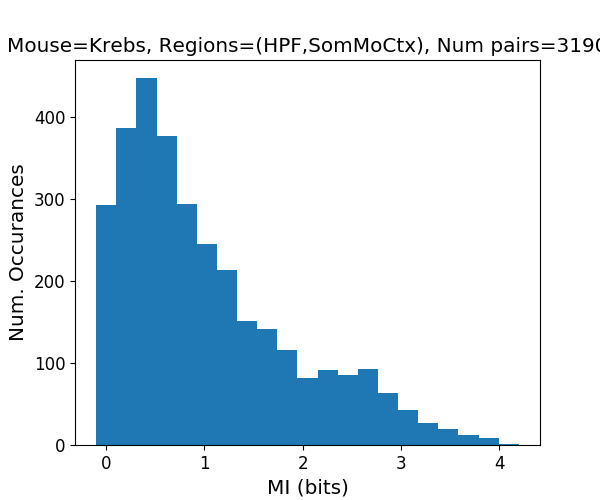 Mouse=Krebs, Regions=(HPF,SomMoCtx), Num pairs=3190
400
300
200
100
0
Num. Occurances
0 1 2 3 4
MI (bits)